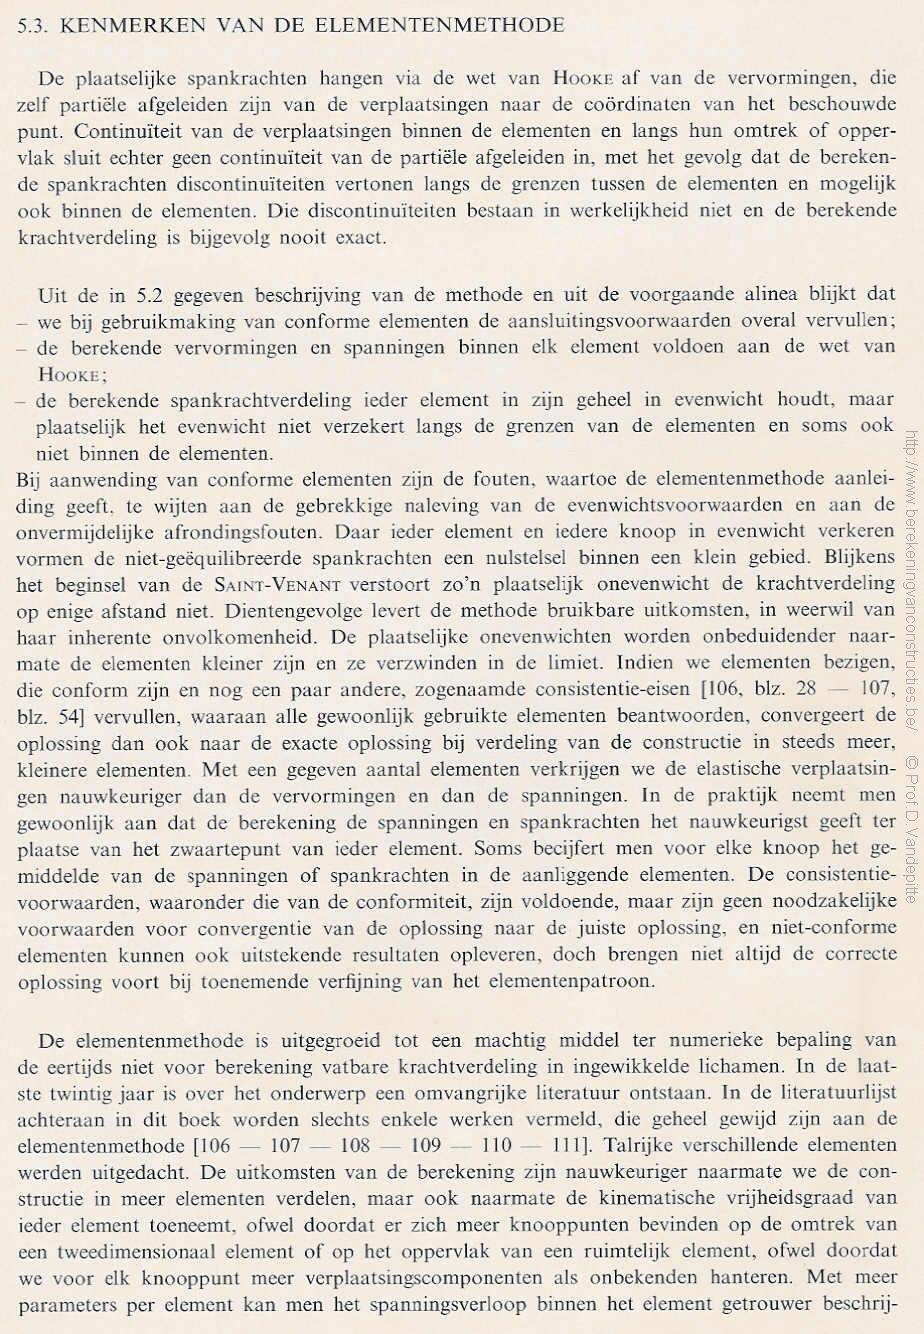 5.3. KENMERKEN VAN DE ELEMENTENMETHODE
De plaatselijke spankrachten hangen via de wet van HOOKE af van de vervormingen, die
zelf partiële afgeleiden zijn van de verplaatsingen naar de coördinaten van het beschouwde
punt. Continuïteit van de verplaatsingen binnen de elementen en langs hun omtrek of opper-
vlak sluit echter geen continuïteit van de partiële afgeleiden in, met het gevolg dat de bereken-
de spankrachten discontinuïteiten vertonen langs de grenzen tussen de elementen en mogelijk
ook binnen de elementen. Die discontinuïteiten bestaan in werkelijkheid niet en de berekende
krachtverdeling is bijgevolg nooit exact.
Uit de in 5.2 gegeven beschrijving van de methode en uit de voorgaande alinea blijkt dat
– we bij gebruikmaking van conforme elementen de aansluitingsvoorwaarden overal vervullen;
– de berekende vervormingen en spanningen binnen elk element voldoen aan de wet van
HOOKE;
– de berekende spankrachtverdeling ieder element in zijn geheel in evenwicht houdt, maar
plaatselijk het evenwicht niet verzekert langs de grenzen van de elementen en soms ook
niet binnen de elementen.
Bij aanwending van conforme elementen zijn de fouten, waartoe de elementenmethode aanlei-
ding geeft, te wijten aan de gebrekkige naleving van de evenwichtsvoorwaarden en aan de
onvermijdelijke afrondingsfouten. Daar ieder element en iedere knoop in evenwicht verkeren
vormen de niet-geëquilibreerde spankrachten een nulstelsel binnen een klein gebied. Blijkens
het beginsel van de SAINT-VENANT verstoort zo'n plaatselijk onevenwicht de krachtverdeling
op enige afstand niet. Dientengevolge levert de methode bruikbare uitkomsten, in weerwil van
haar inherente onvolkomenheid. De plaatselijke onevenwichten worden onbeduidender naar-
mate de elementen kleiner zijn en ze verzwinden in de limiet. Indien we elementen bezigen,
die conform zijn en nog een paar andere, zogenaamde consistentie-eisen [106, blz. 28 — 107,
blz. 54] vervullen, waaraan alle gewoonlijk gebruikte elementen beantwoorden, convergeert de
oplossing dan ook naar de exacte oplossing bij verdeling van de constructie in steeds meer,
kleinere elementen. Met een gegeven aantal elementen verkrijgen we de elastische verplaatsin-
gen nauwkeuriger dan de vervormingen en dan de spanningen. In de praktijk neemt men
gewoonlijk aan dat de berekening de spanningen en spankrachten het nauwkeurigst geeft ter
plaatse van het zwaartepunt van ieder element. Soms becijfert men voor elke knoop het ge-
middelde van de spanningen of spankrachten in de aanliggende elementen. De consistentie-
voorwaarden, waaronder die van de conformiteit, zijn voldoende, maar zijn geen noodzakelijke
voorwaarden voor convergentie van de oplossing naar de juiste oplossing, en niet-conforme
elementen kunnen ook uitstekende resultaten opleveren, doch brengen niet altijd de correcte
oplossing voort bij toenemende verfijning van het elementenpatroon.
De elementenmethode is uitgegroeid tot een machtig middel ter numerieke bepaling van
de eertijds niet voor berekening vatbare krachtverdeling in ingewikkelde lichamen. In de laat-
ste twintig jaar is over het onderwerp een omvangrijke literatuur ontstaan. In de literatuurlijst
achteraan in dit boek worden slechts enkele werken vermeld, die geheel gewijd zijn aan de
elementenmethode [106 — 107 — 108 — 109 — 110 — 111]. Talrijke verschillende elementen
werden uitgedacht. De uitkomsten van de berekening zijn nauwkeuriger naarmate we de con-
structie in meer elementen verdelen, maar ook naarmate de kinematische vrijheidsgraad van
ieder element toeneemt, ofwel doordat er zich meer knooppunten bevinden op de omtrek van
een tweedimensionaal element of op het oppervlak van een ruimtelijk element, ofwel doordat
we voor elk knooppunt meer verplaatsingscomponenten als onbekenden hanteren. Met meer
parameters per element kan men het spanningsverloop binnen het element getrouwer beschrij-
http://www.berekeningvanconstructies.be/ © Prof.D.Vandepitte